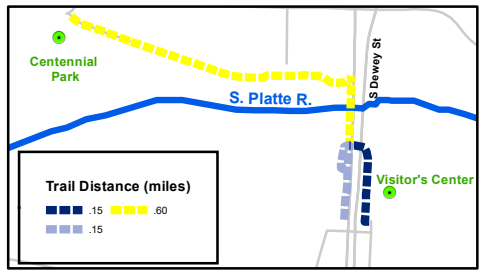 Centennial
Park
S. Platte R.
S Dewey St
Visitor's Center
Trail Distance (miles)
.15 .60
.15